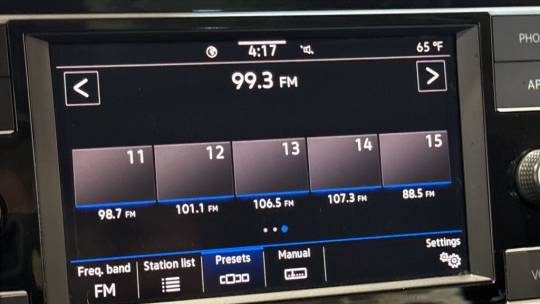 4:17 65 °F
PHO
99.3 FM
AP
11 12 13 14 15
98.7 FM 101.1 FM 106.5 FM 107.3 FM 88.5 FM
Freq. band Station list Presets Manual Settings
FM
V